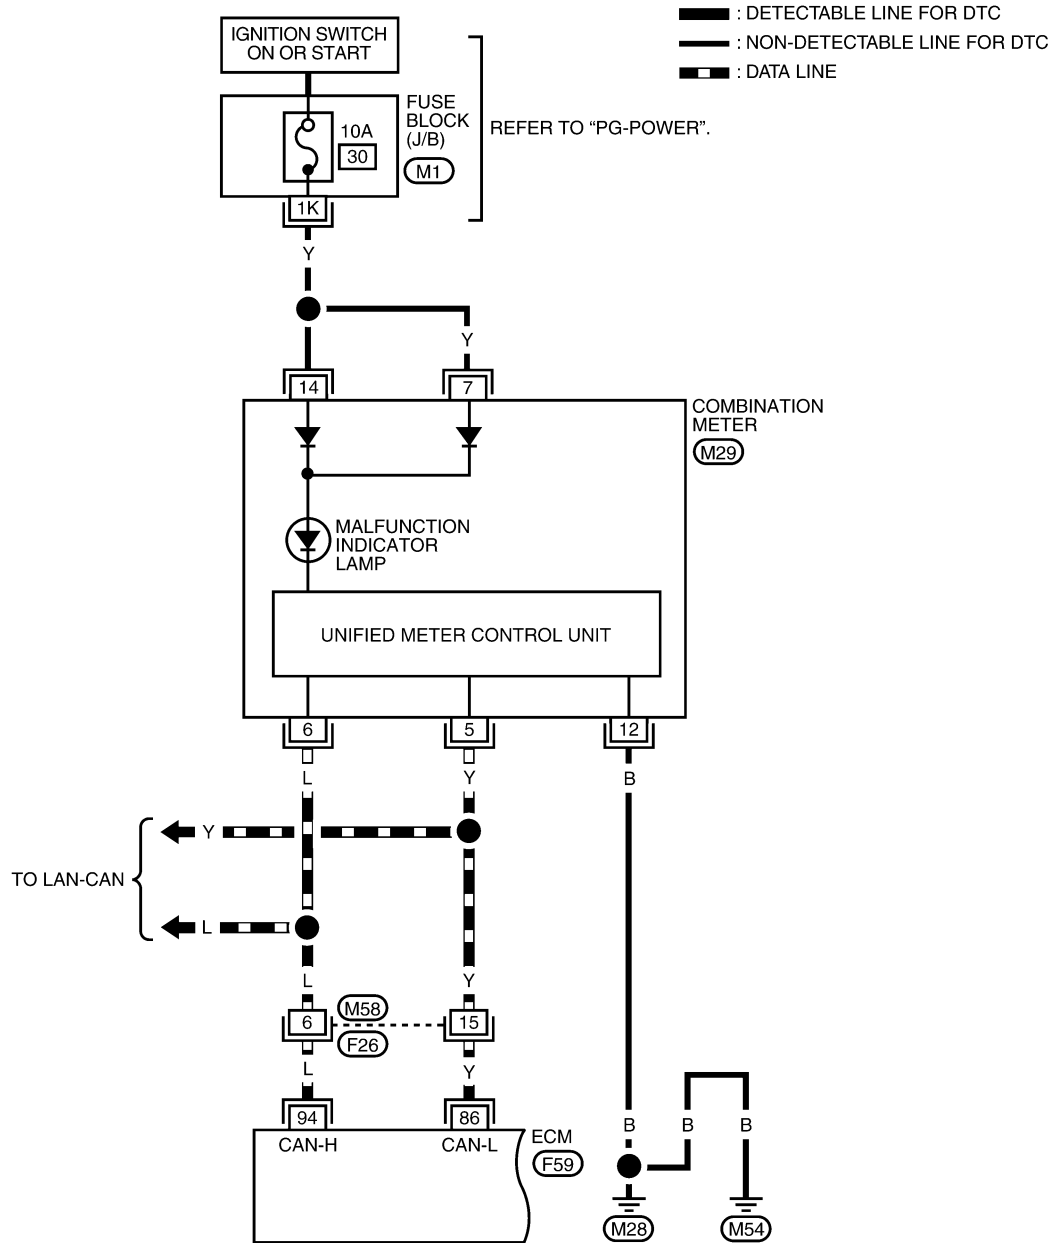 IGNITION SWITCH
ON OR START
: DETECTABLE LINE FOR DTC
: NON-DETECTABLE LINE FOR DTC
: DATA LINE
FUSE
BLOCK
(J/B)
M1
10A
30
REFER TO “PG-POWER”.
1K
Y
Y
14
7
COMBINATION
METER
M29
MALFUNCTION
INDICATOR
LAMP
UNIFIED METER CONTROL UNIT
6
5
12
L
Y
B
Y
TO LAN-CAN
L
L
Y
M58
6
15
F26
L
Y
94
86
CAN-H
CAN-L
ECM
F59
B
B
B
M28
M54